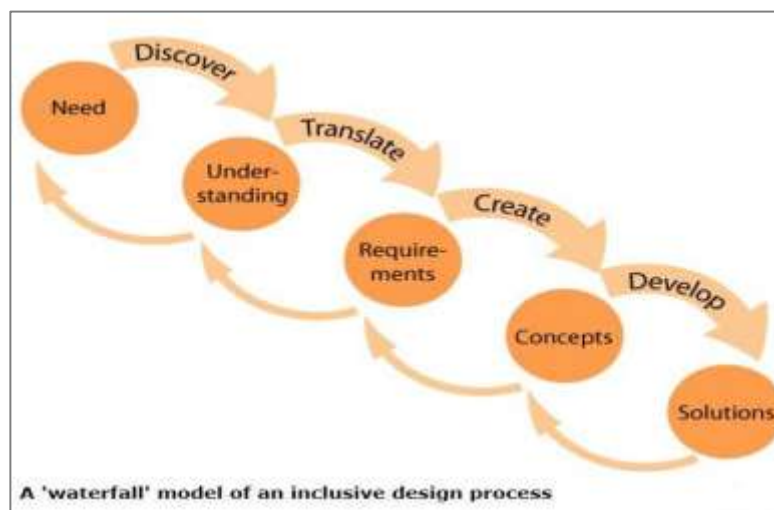 Discover
Need
Translate
Under-
standing
Create
Require-
ments
Develop
Concepts
Solutions
A 'waterfall' model of an inclusive design process